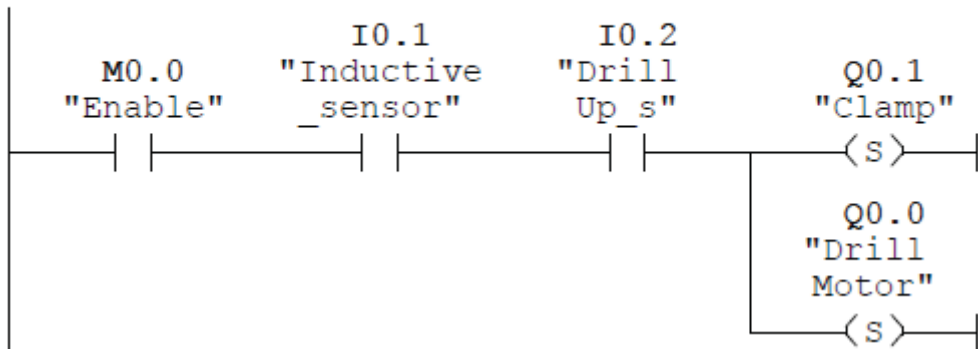 M0.0
"Enable"
I0.1
"Inductive
_sensor"
I0.2
"Drill
Up_s"
Q0.1
"Clamp"
S
Q0.0
"Drill
Motor"
S